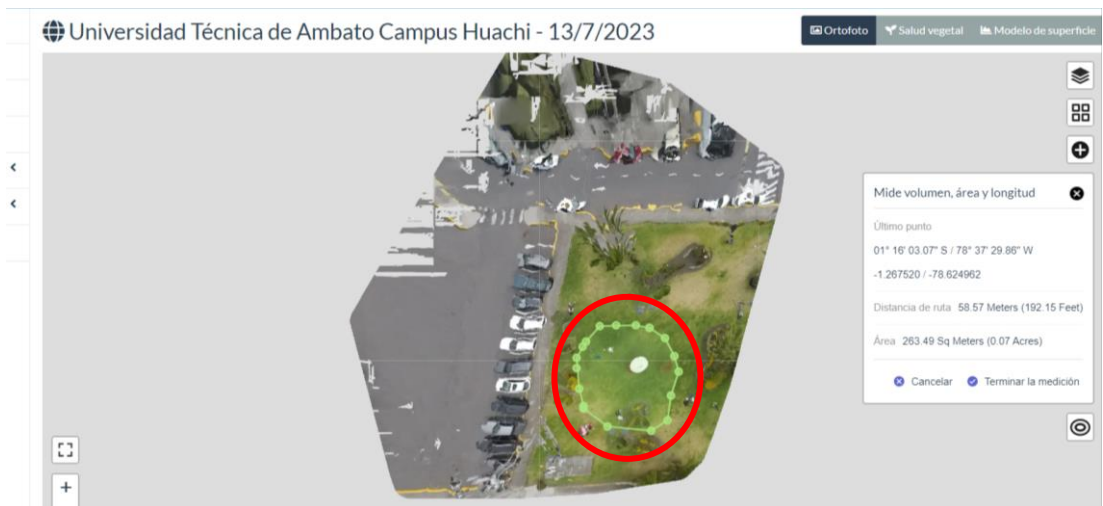 Universidad Técnica de Ambato Campus Huachi - 13/7/2023
Ortofoto Salud vegetal Modelo de superficie
Mide volumen, área y longitud
Último punto
01° 16' 03.07" S / 78° 37' 29.86" W
-1.267520 / -78.624962
Distancia de ruta 58.57 Meters (192.15 Feet)
Área 263.49 Sq Meters (0.07 Acres)
Cancelar Terminar la medición